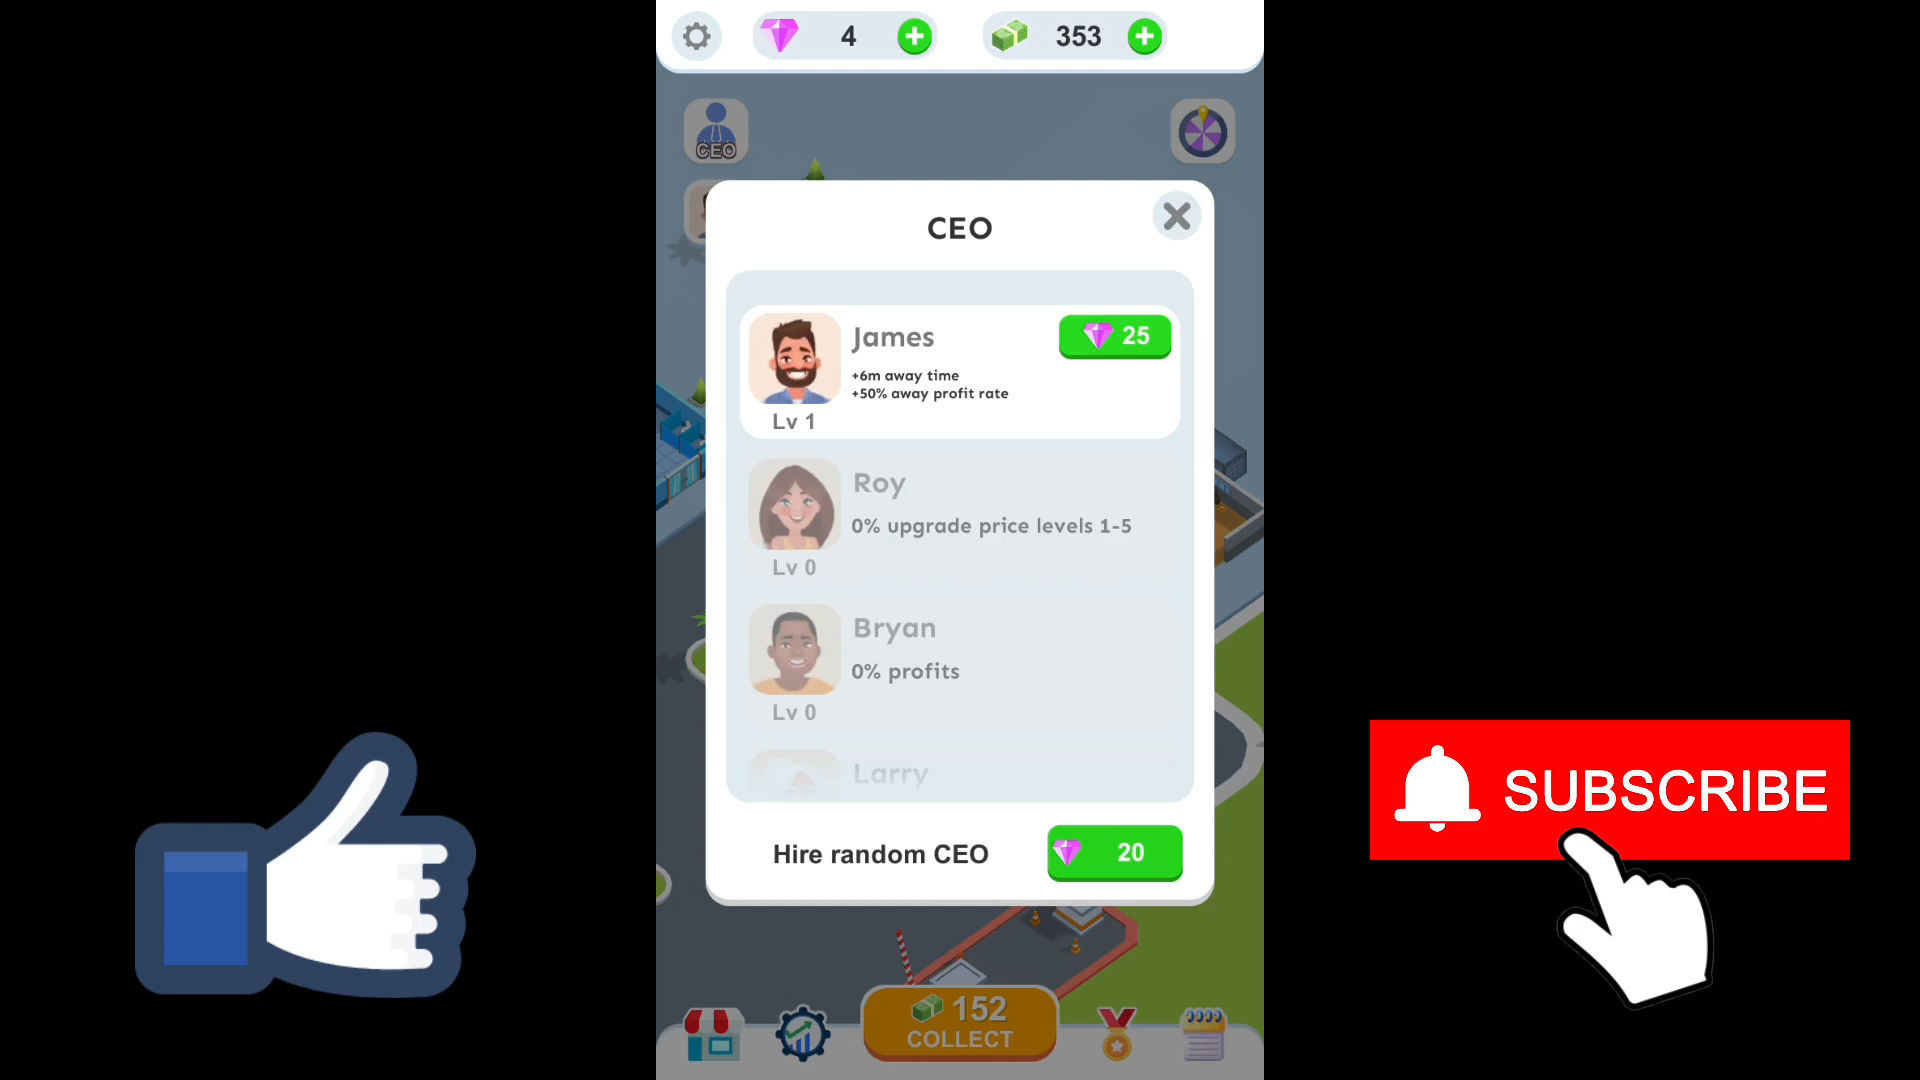 4
353
CEO
CEO
James
25
+6m away time
+50% away profit rate
Lv 1
Roy
0% upgrade price levels 1-5
Lv 0
Bryan
0% profits
Lv 0
Larry
SUBSCRIBE
Hire random CEO
20
152
COLLECT